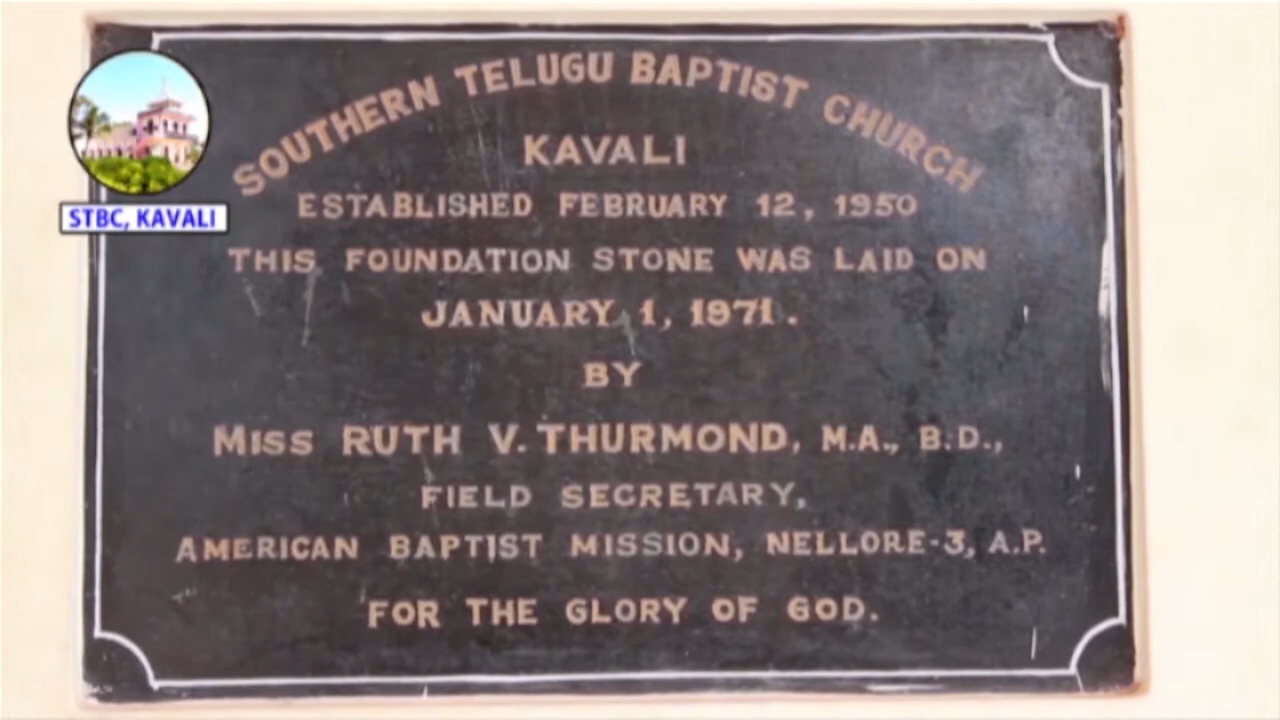 SOUTHERN TELUGU BAPTIST CHURCH
KAVALI
ESTABLISHED FEBRUARY 12, 1950
THIS FOUNDATION STONE WAS LAID ON
JANUARY 1, 1971.
BY
MISS RUTH V. THURMOND, M.A., B.D.,
FIELD SECRETARY,
AMERICAN BAPTIST MISSION, NELLORE-3, A.P.
FOR THE GLORY OF GOD.
STBC, KAVALI